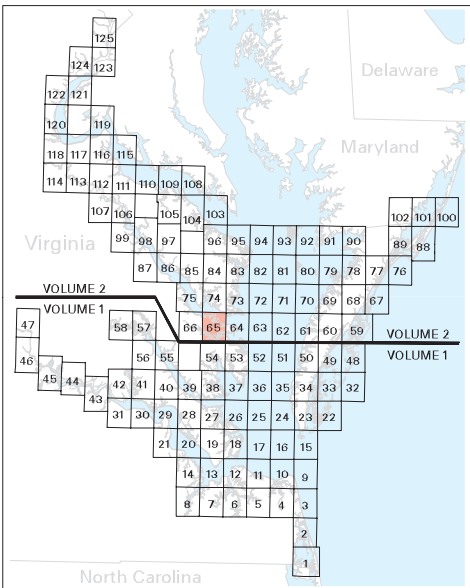 125
124 123
Delaware
122 121
120 119
Maryland
118 117 116 115
114 113 112 111 110 109 108
107 106 105 104 103 102 101 100
Virginia 99 98 97 96 95 94 93 92 91 90 89 88
87 86 85 84 83 82 81 80 79 78 77 76
VOLUME 2 75 74 73 72 71 70 69 68 67
VOLUME 1
47 58 57 66 65 64 63 62 61 60 59 VOLUME 2
VOLUME 1
46 56 55 54 53 52 51 50 49 48
45 44 43 42 41 40 39 38 37 36 35 34 33 32
31 30 29 28 27 26 25 24 23 22
21 20 19 18 17 16 15
14 13 12 11 10 9
8 7 6 5 4 3
2
1
North Carolina